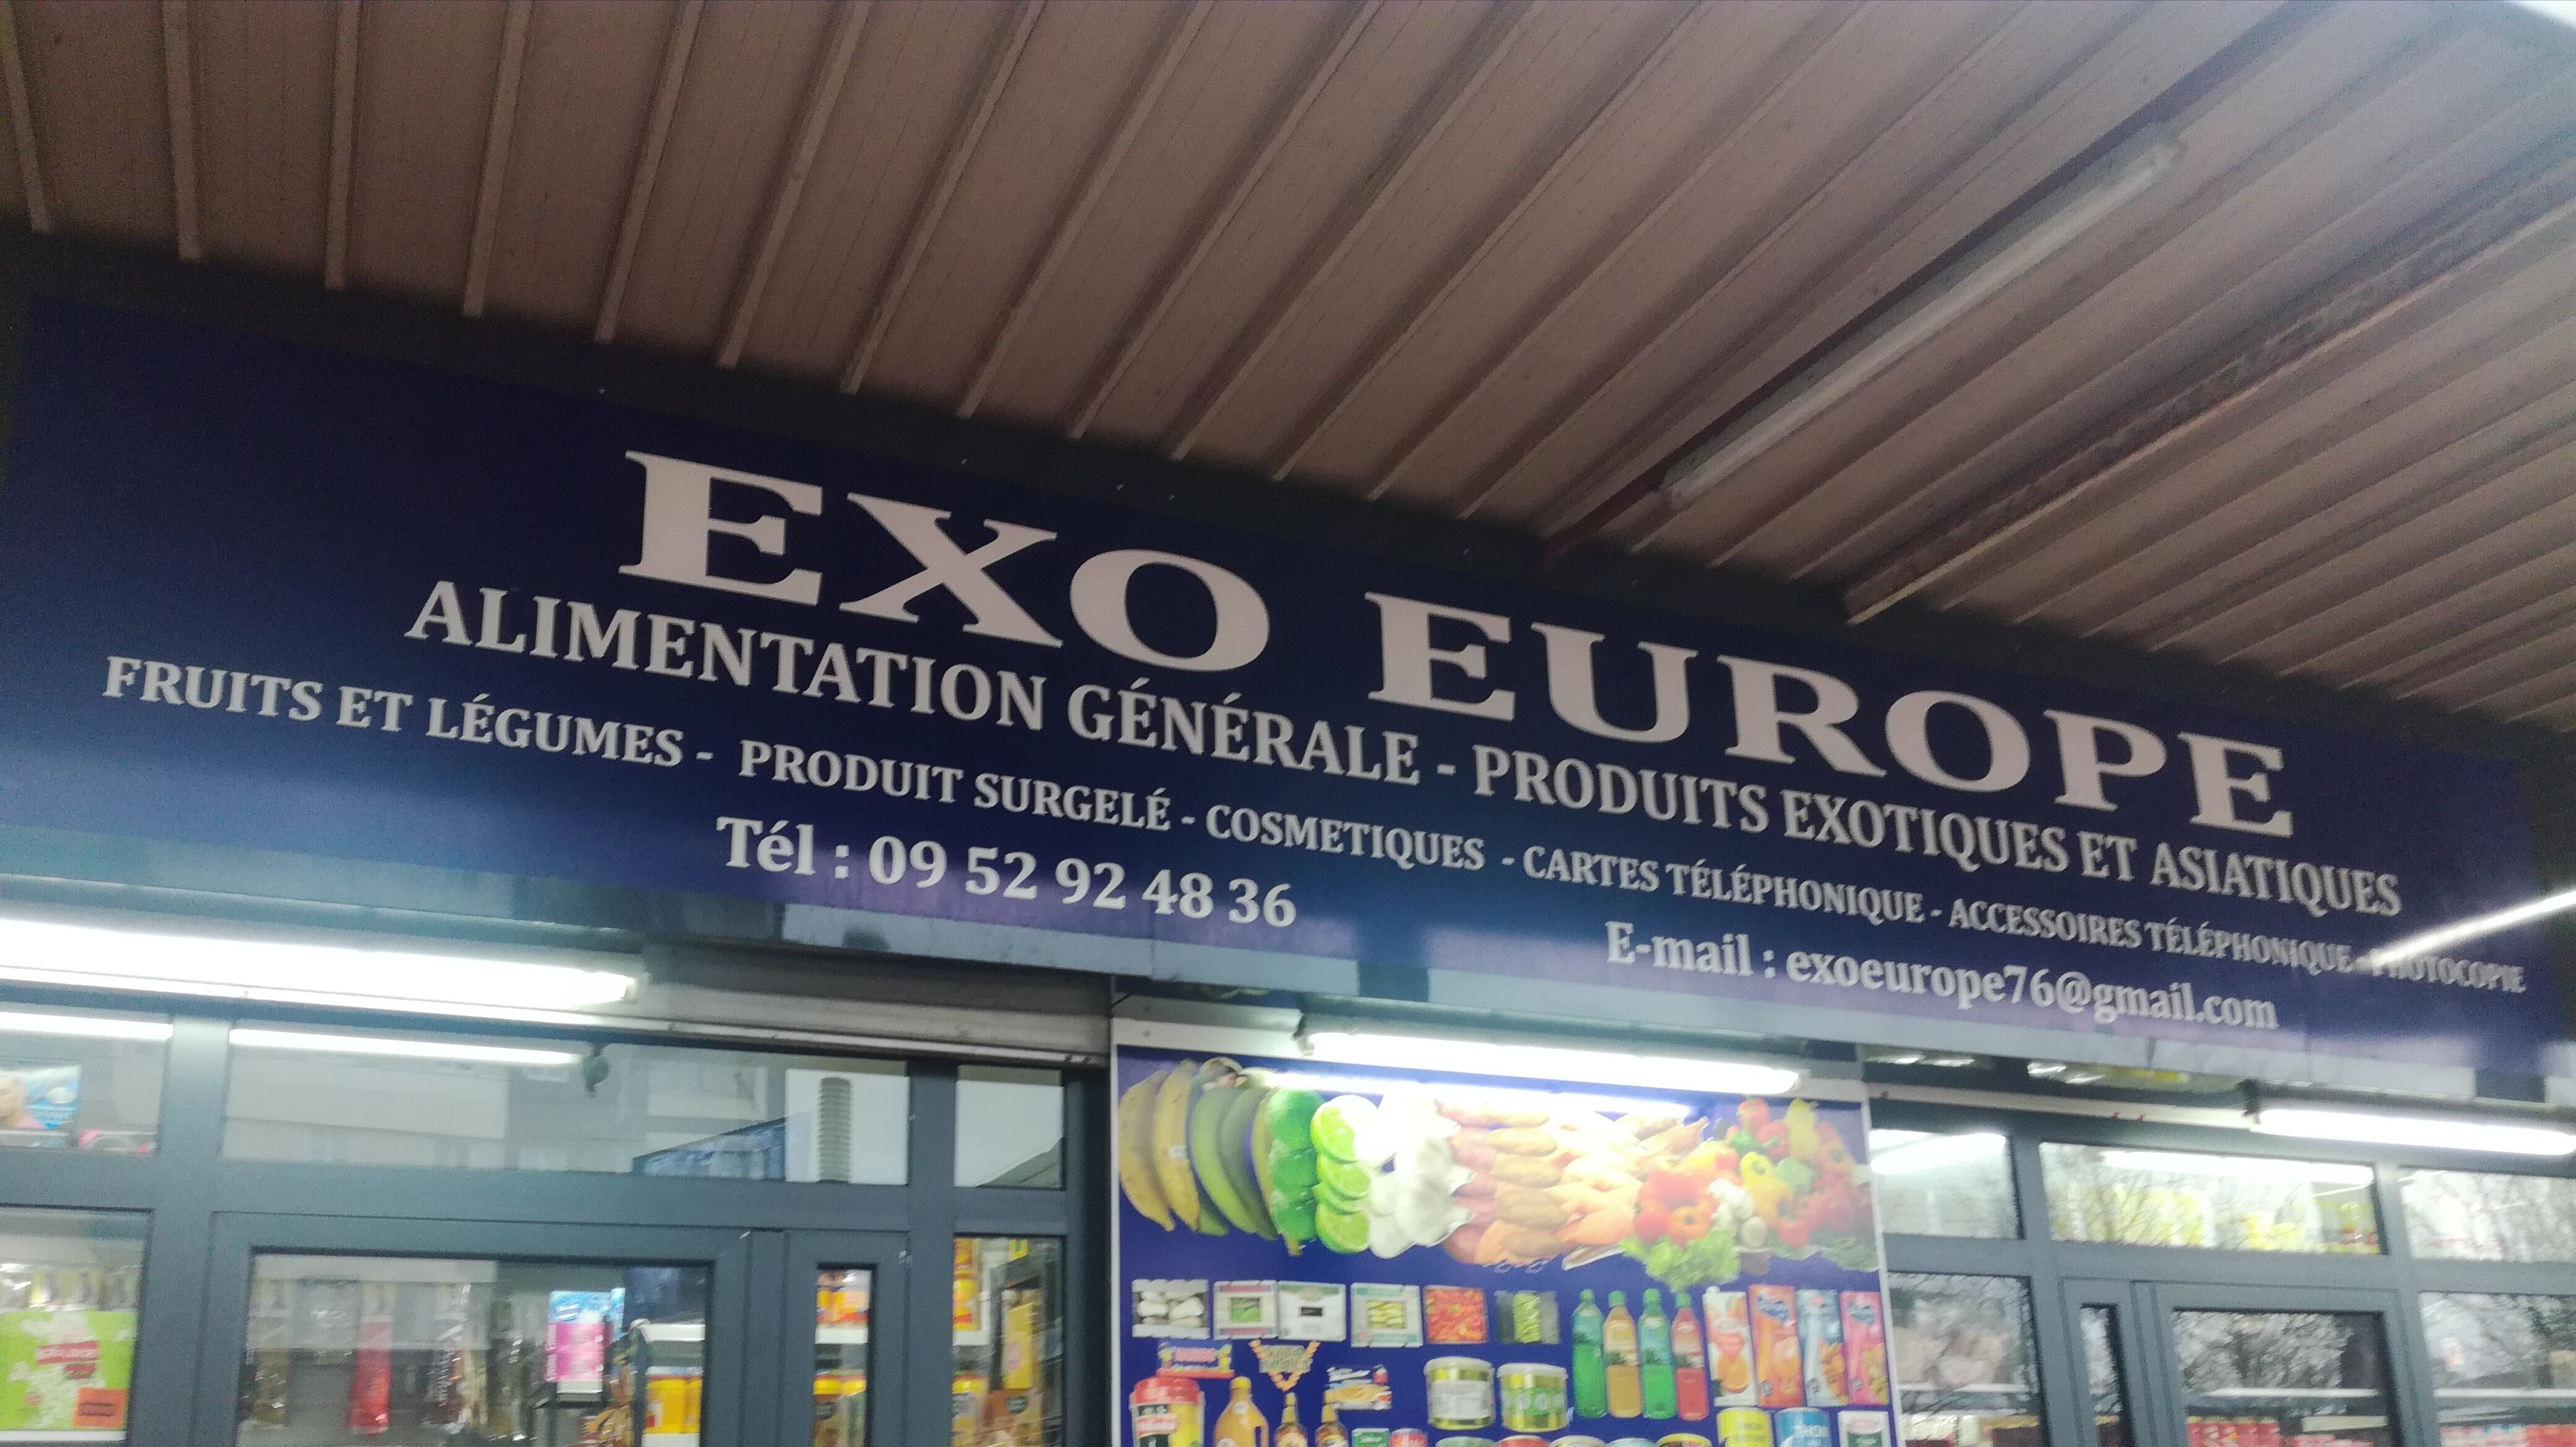 EXO EUROPE
ALIMENTATION GÉNÉRALE - PRODUITS EXOTIQUES ET ASIATIQUES
FRUITS ET LÉGUMES - PRODUIT SURGELÉ - COSMETIQUES - CARTES TÉLÉPHONIQUE - ACCESSOIRES TÉLÉPHONIQUE - PHOTOCOPIE
Tél : 09 52 92 48 36
E-mail : exoeurope76@gmail.com